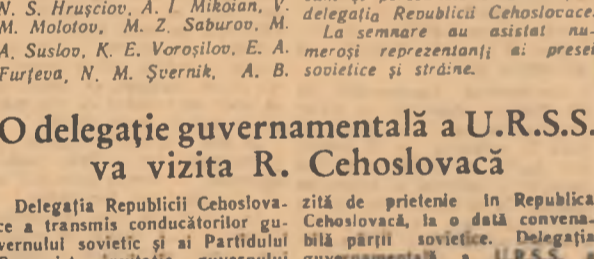 N. S. Hrușciov, A. I. Mikoian, V.
M. Molotov, M. Z. Saburov, M.
A. Suslov, K. E. Voroșilov, E. A.
Furțeva, N. M. Șvernik, A. B.
delegația Republicii Cehoslovace.
La semnare au asistat nu-
meroși reprezentanți ai presei
sovietice și străine.
O delegație guvernamentală a U.R.S.S.
va vizita R. Cehoslovacă
Delegația Republicii Cehoslova-
ce a transmis conducătorilor gu-
vernului sovietic și ai Partidului
zită de prietenie în Republica
Cehoslovacă, la o dată convena-
bilă părții sovietice. Delegația